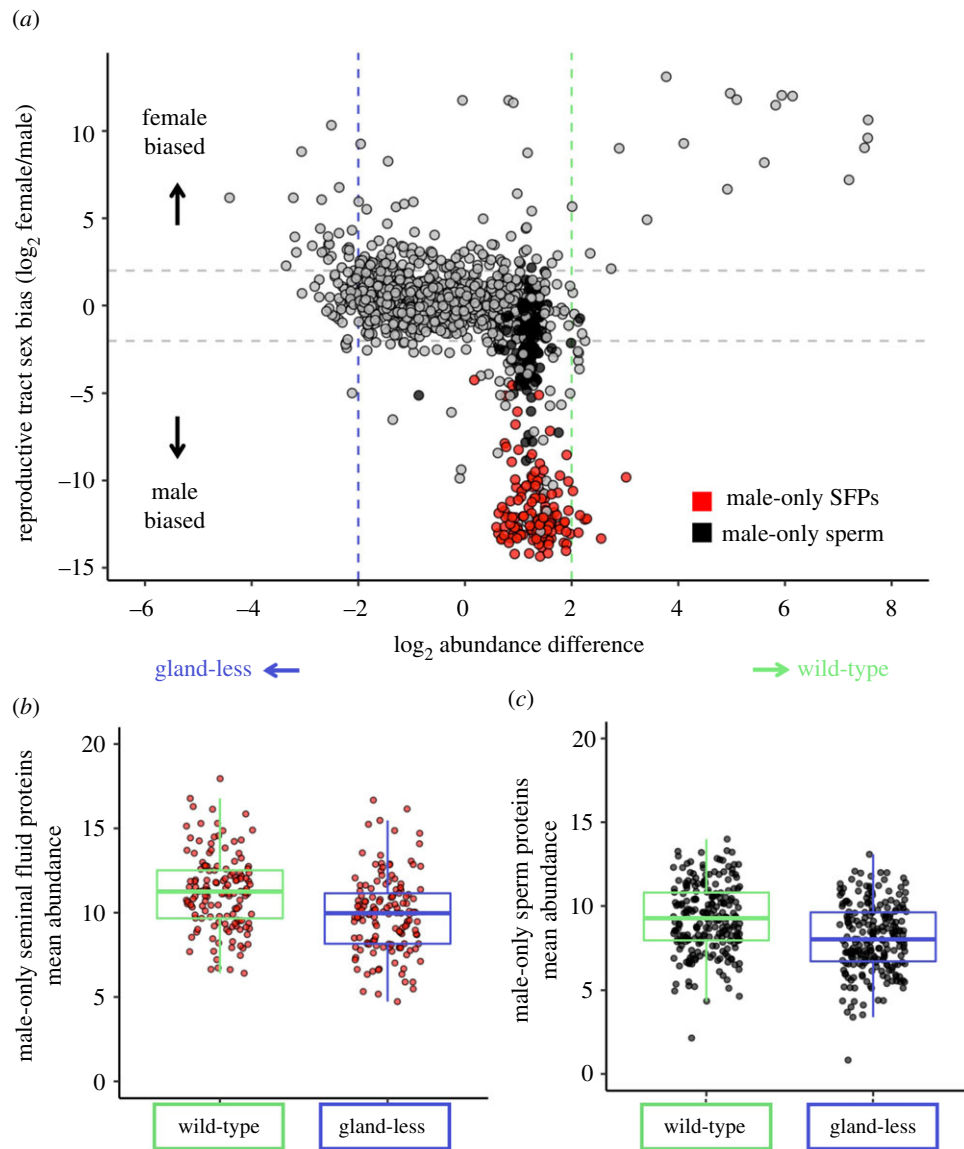 (a)
reproductive tract sex bias (log2 female/male)
10
5
0
–5
–10
–15
female
biased
male
biased
male-only SFPs
male-only sperm
–6
–4
–2
0
2
4
6
8
log2 abundance difference
gland-less
wild-type
(b)
male-only seminal fluid proteins
mean abundance
20
15
10
5
0
wild-type
gland-less
(c)
male-only sperm proteins
mean abundance
20
15
10
5
0
wild-type
gland-less